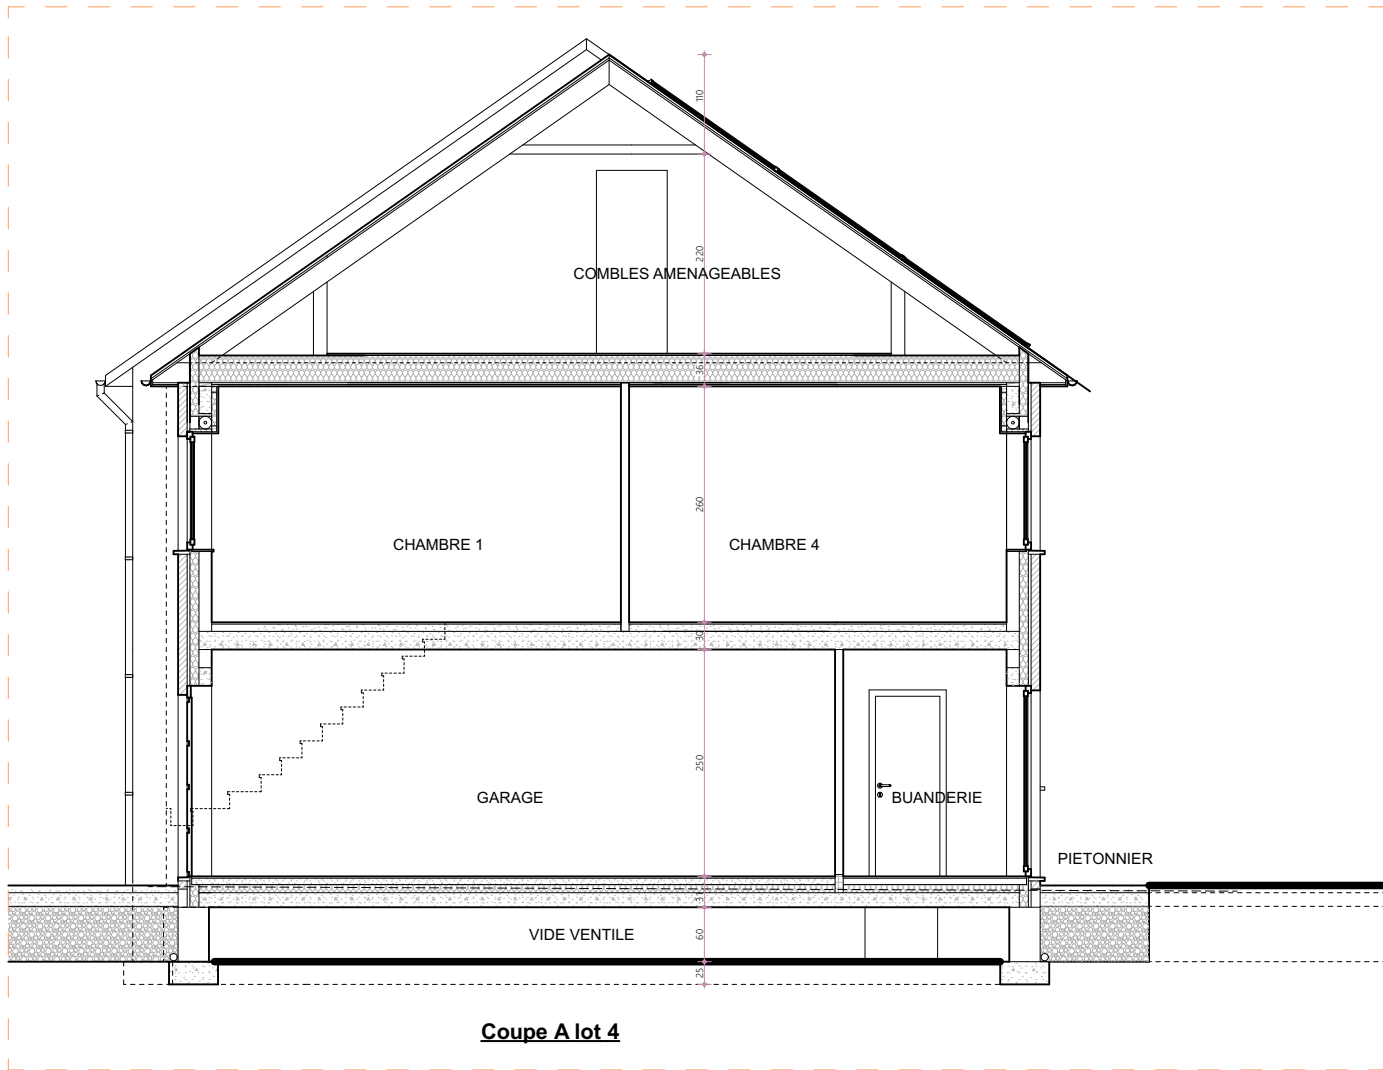 110
220
COMBLES AMENAGEABLES
36
260
CHAMBRE 1
CHAMBRE 4
30
250
GARAGE
BUANDERIE
PIETONNIER
VIDE VENTILE
60
25
Coupe A lot 4